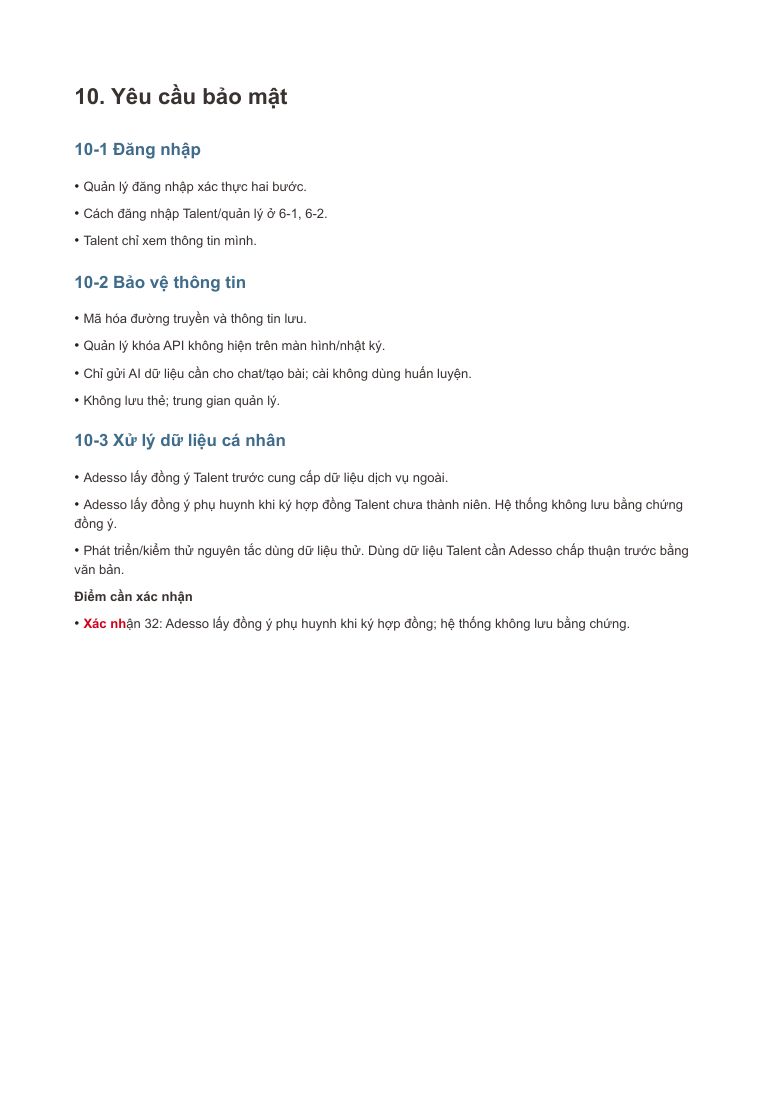 10. Yêu cầu bảo mật
10-1 Đăng nhập
• Quản lý đăng nhập xác thực hai bước.
• Cách đăng nhập Talent/quản lý ở 6-1, 6-2.
• Talent chỉ xem thông tin mình.
10-2 Bảo vệ thông tin
• Mã hóa đường truyền và thông tin lưu.
• Quản lý khóa API không hiện trên màn hình/nhật ký.
• Chỉ gửi AI dữ liệu cần cho chat/tạo bài; cài không dùng huấn luyện.
• Không lưu thẻ; trung gian quản lý.
10-3 Xử lý dữ liệu cá nhân
• Adesso lấy đồng ý Talent trước cung cấp dữ liệu dịch vụ ngoài.
• Adesso lấy đồng ý phụ huynh khi ký hợp đồng Talent chưa thành niên. Hệ thống không lưu bằng chứng
đồng ý.
• Phát triển/kiểm thử nguyên tắc dùng dữ liệu thử. Dùng dữ liệu Talent cần Adesso chấp thuận trước bằng
văn bản.
Điểm cần xác nhận
• Xác nhận 32: Adesso lấy đồng ý phụ huynh khi ký hợp đồng; hệ thống không lưu bằng chứng.